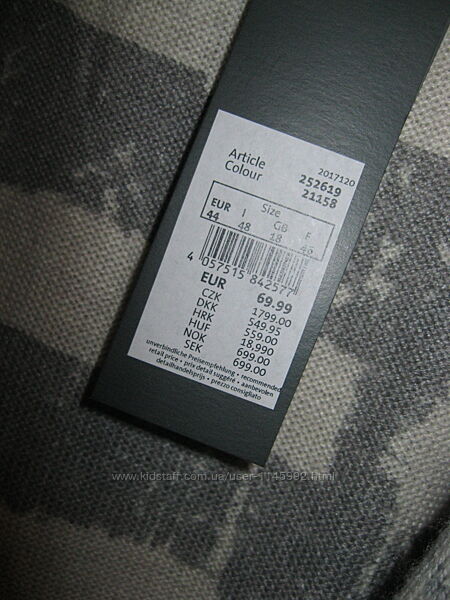 2017120
Article 252619
Colour 21158
Size
EUR I GB F
44 48 18 46
4 057515 842577
EUR 69.99
CZK 1799.00
DKK 549.95
HRK 559.00
HUF 18.990
NOK 699.00
SEK 699.00
unverbindliche Preisempfehlung • recommended
retail price • prix detail suggéré • aanbevolen
detailhandelsprijs • prezzo consigliato
www.kidstaff.com.ua/user-1145992.html